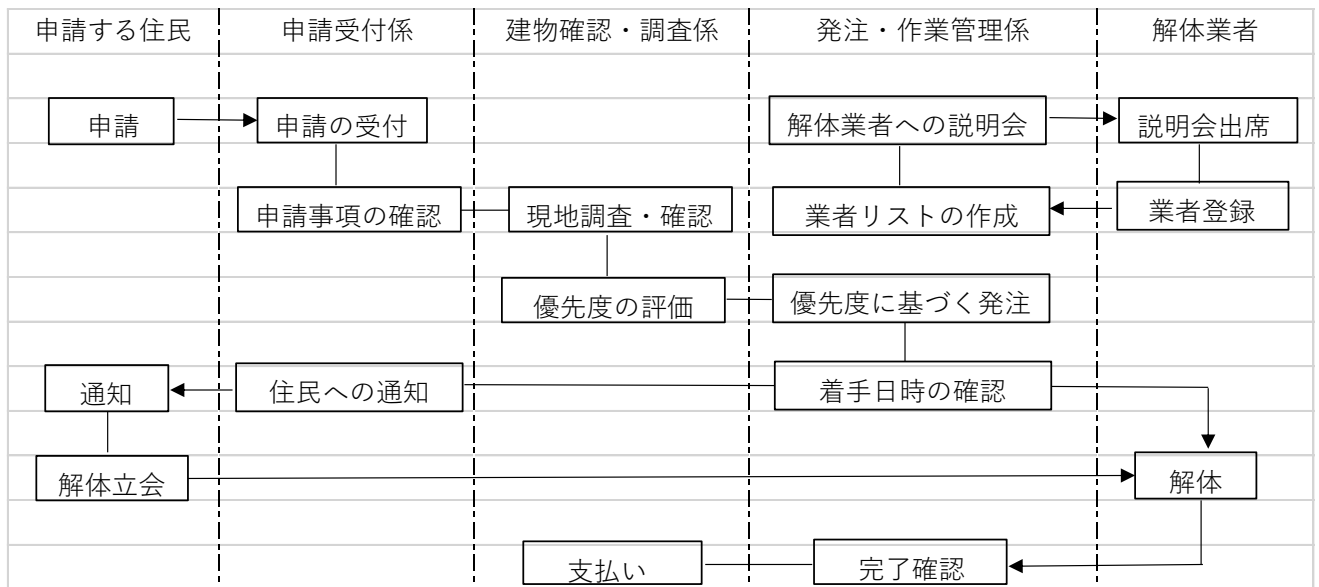 申請する住民 申請受付係 建物確認・調査係 発注・作業管理係 解体業者
申請 申請の受付 解体業者への説明会 説明会出席
申請事項の確認 現地調査・確認 業者リストの作成 業者登録
優先度の評価 優先度に基づく発注
通知 住民への通知 着手日時の確認
解体立会 解体
支払い 完了確認